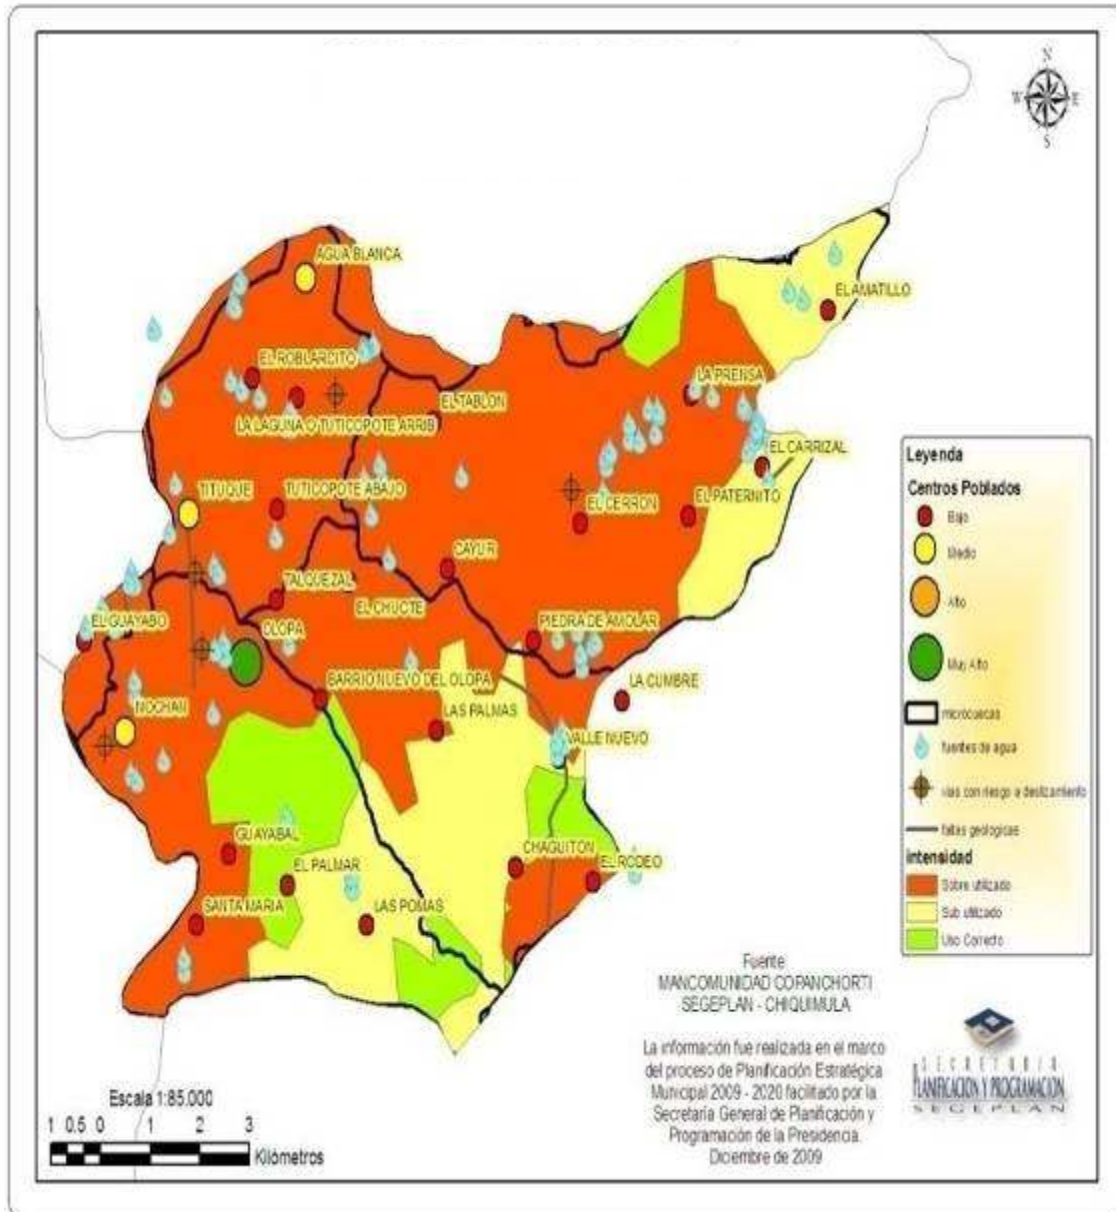 N
W E
S
AGUA BLANCA
EL AMATILLO
EL ROBLARCITO
LA PRENSA
EL TABLON
LA LAGUNA O TUTICOPOTE ARRIB
EL CARRIZAL
TITUQUE
TUTICOPOTE ABAJO
EL CERRON
EL PATERNITO
CAYUR
TALQUEZAL
EL CHUCTE
EL GUAYABO
OLOPA
PIEDRA DE AMOLAR
BARRIO NUEVO DEL OLOPA
LA CUMBRE
NOCHAN
LAS PALMAS
VALLE NUEVO
GUAYABAL
EL PALMAR
CHAGUITON
EL RODEO
SANTA MARIA
LAS POMAS
Leyenda
Centros Poblados
Bajo
Medio
Alto
Muy Alto
microcuecas
fuentes de agua
vias con riesgo a deslizamiento
fallas geologicas
intensidad
Sobre utilizado
Sub utilizado
Uso Correcto
Fuente
MANCOMUNIDAD COPANCHORTI
SEGEPLAN - CHIQUIMULA
La información fue realizada en el marco
del proceso de Planificación Estratégica
Municipal 2009 - 2020 facilitado por la
Secretaría General de Planificación y
Programación de la Presidencia.
Diciembre de 2009
SECRETARIA
PLANIFICACION Y PROGRAMACION
SEGEPLAN
Escala 1:85.000
1 0.5 0 1 2 3
Kilómetros